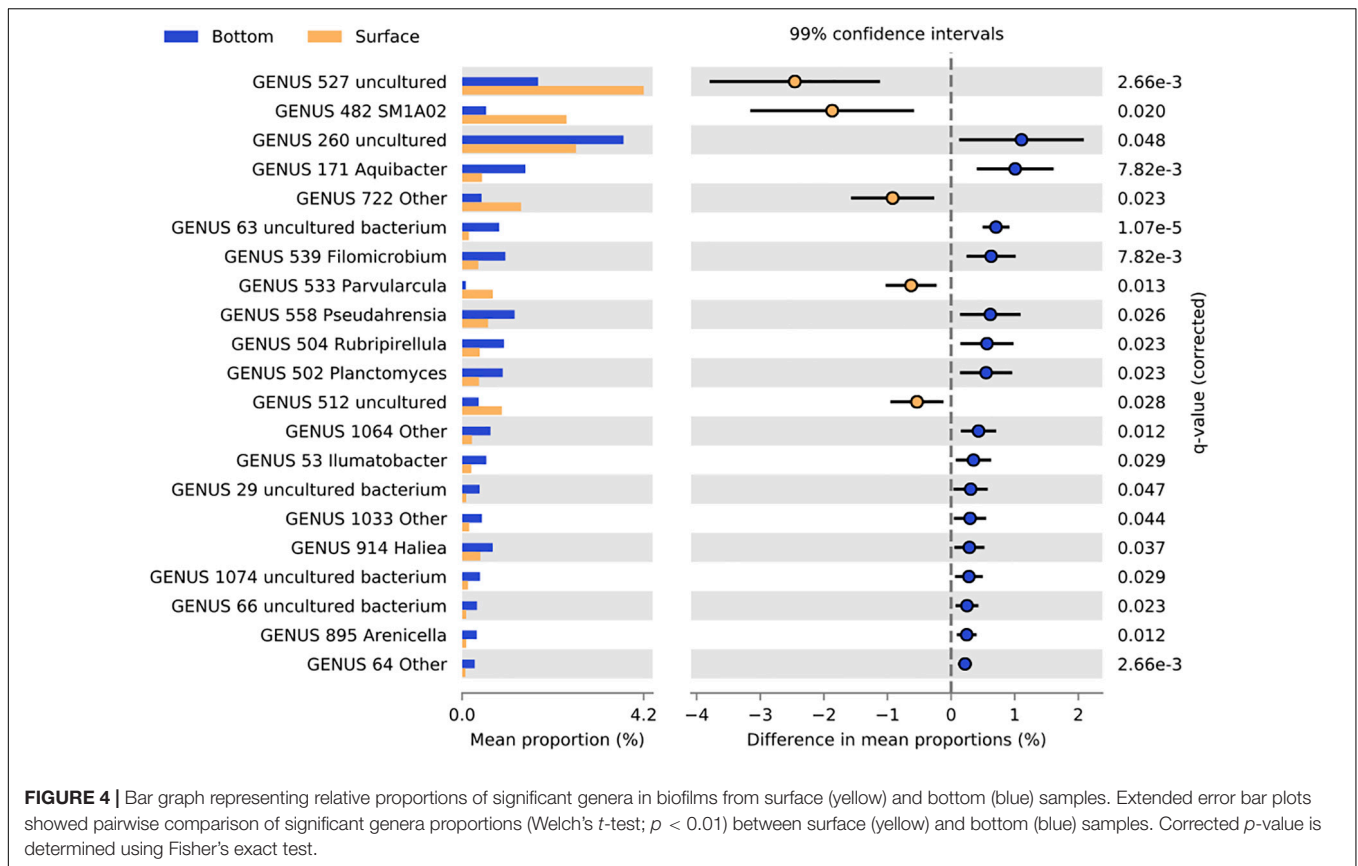 Bottom Surface 99% confidence intervals
GENUS 527 uncultured 2.66e-3
GENUS 482 SM1A02 0.020
GENUS 260 uncultured 0.048
GENUS 171 Aquibacter 7.82e-3
GENUS 722 Other 0.023
GENUS 63 uncultured bacterium 1.07e-5
GENUS 539 Filomicrobium 7.82e-3
GENUS 533 Parvularcula 0.013
GENUS 558 Pseudahrensia 0.026
GENUS 504 Rubripirellula 0.023
GENUS 502 Planctomyces 0.023
GENUS 512 uncultured 0.028
GENUS 1064 Other 0.012
GENUS 53 Ilumatobacter 0.029
GENUS 29 uncultured bacterium 0.047
GENUS 1033 Other 0.044
GENUS 914 Haliea 0.037
GENUS 1074 uncultured bacterium 0.029
GENUS 66 uncultured bacterium 0.023
GENUS 895 Arenicella 0.012
GENUS 64 Other 2.66e-3
q-value (corrected)
0.0 4.2 −4 −3 −2 −1 0 1 2
Mean proportion (%) Difference in mean proportions (%)
FIGURE 4 | Bar graph representing relative proportions of significant genera in biofilms from surface (yellow) and bottom (blue) samples. Extended error bar plots
showed pairwise comparison of significant genera proportions (Welch's t-test; p < 0.01) between surface (yellow) and bottom (blue) samples. Corrected p-value is
determined using Fisher's exact test.